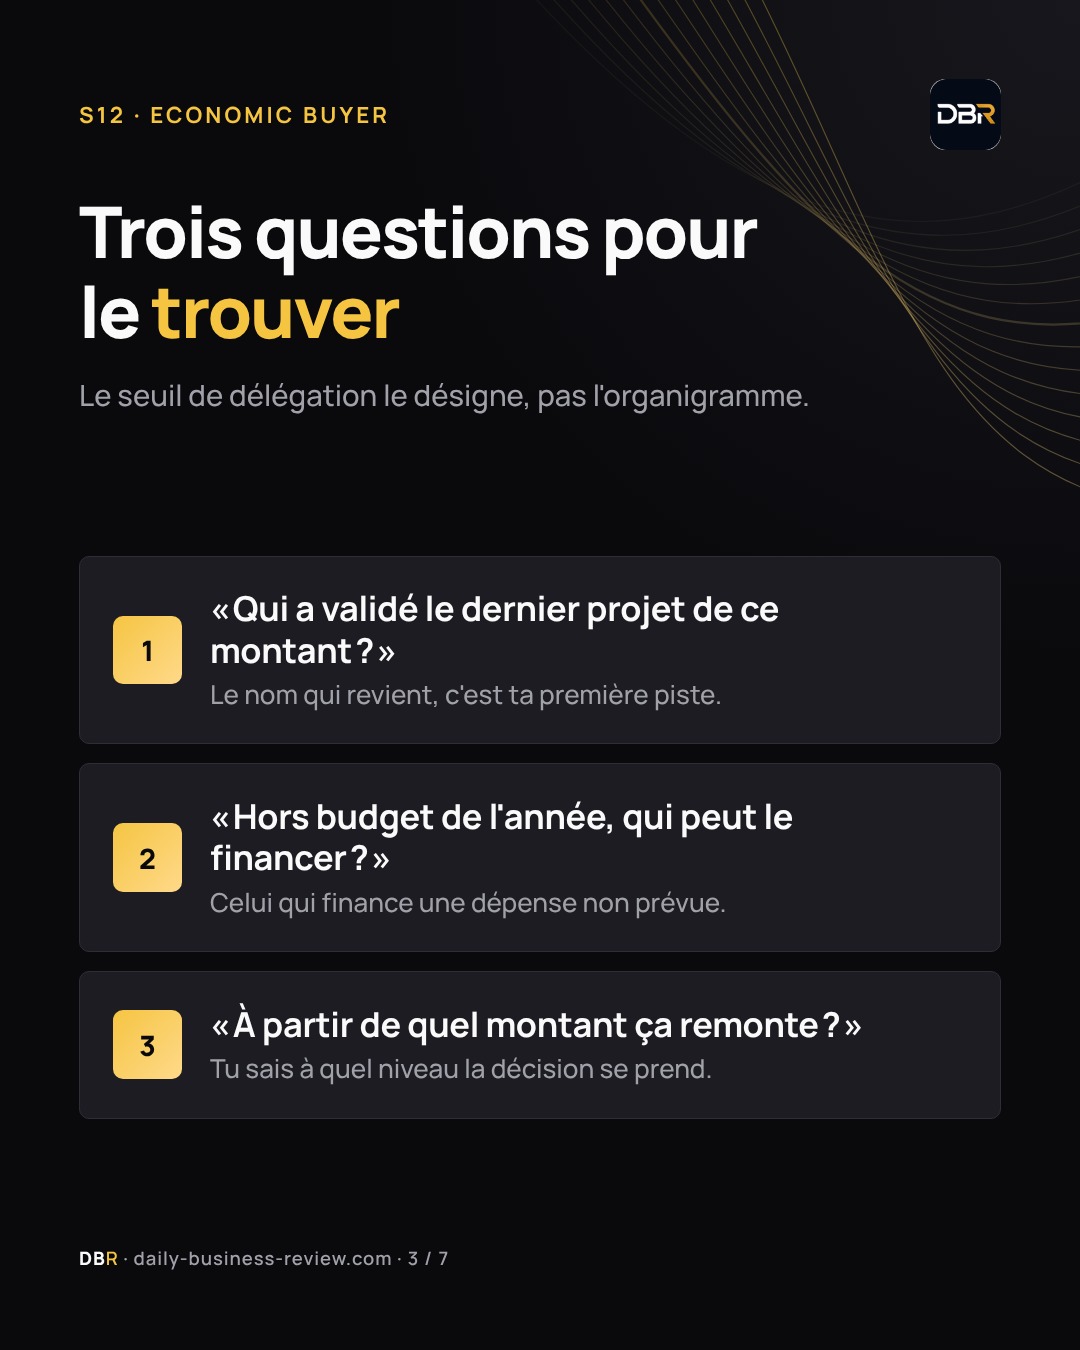 S12 · ECONOMIC BUYER
DBR
Trois questions pour
le trouver
Le seuil de délégation le désigne, pas l'organigramme.
1
« Qui a validé le dernier projet de ce
montant ? »
Le nom qui revient, c'est ta première piste.
2
« Hors budget de l'année, qui peut le
financer ? »
Celui qui finance une dépense non prévue.
3
« À partir de quel montant ça remonte ? »
Tu sais à quel niveau la décision se prend.
DBR · daily-business-review.com · 3 / 7